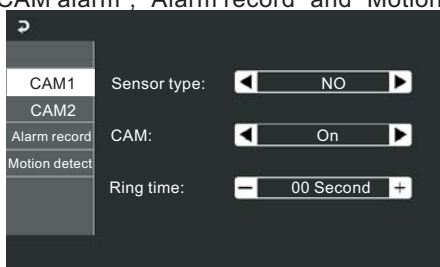 CAM alarm", "Alarm record" and "Motion
CAM1
CAM2
Alarm record
Motion detect
Sensor type:
NO
CAM:
On
Ring time:
00 Second